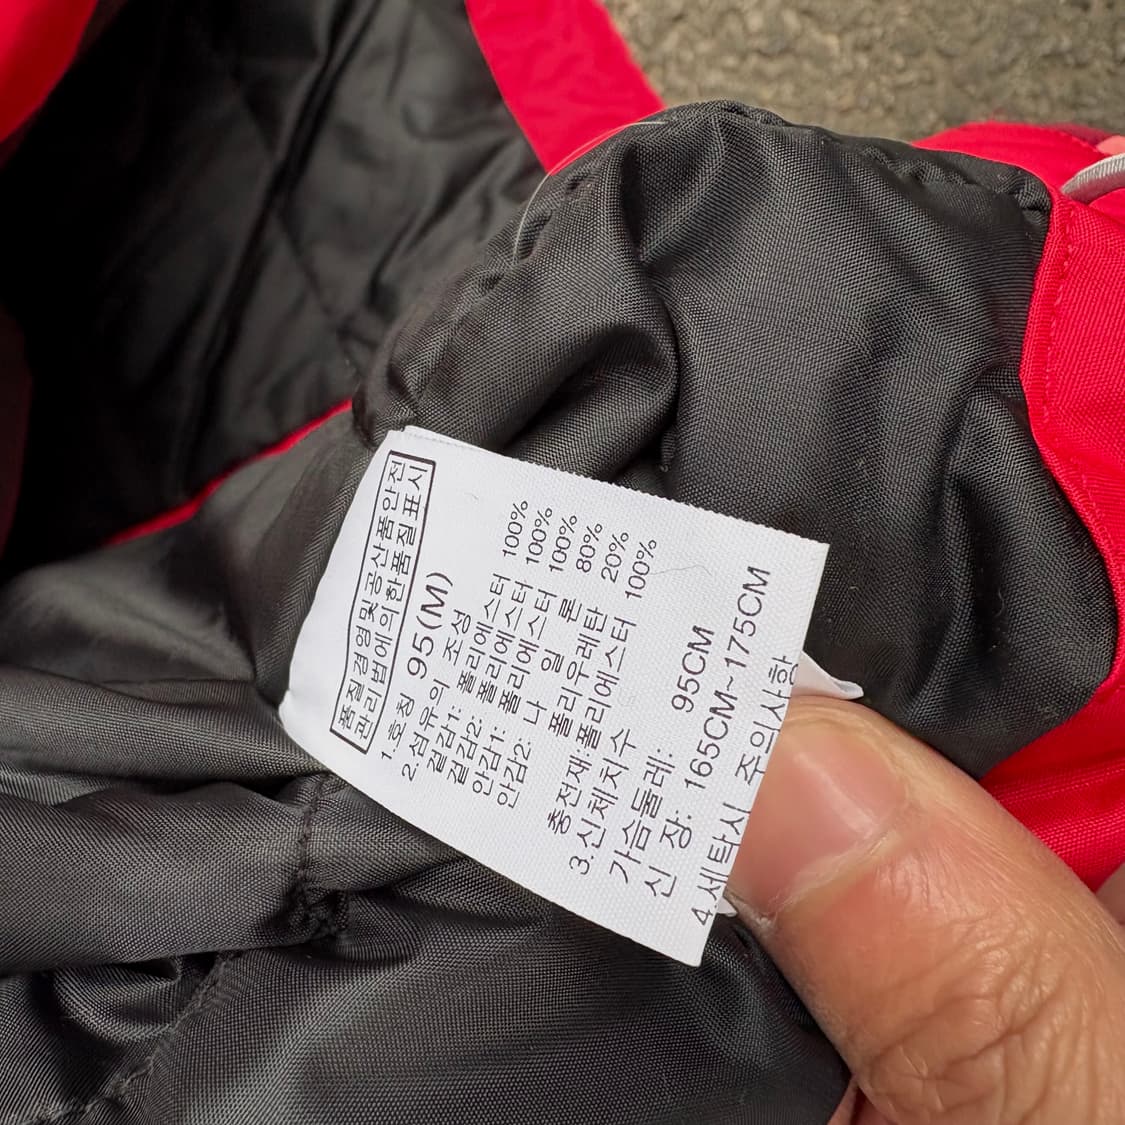 품질경영및공산품안전
관리법에의한품질표시
1.호칭 95(M)
2.섬유의 조성
겉감1: 폴리에스터 100%
겉감2: 폴리에스터 100%
안감1: 폴리에스터 100%
안감2: 나 일 론 80%
폴리우레탄 20%
충전재:폴리에스터 100%
3.신체치수
가슴둘레: 95CM
신 장: 165CM~175CM
4.세탁시 주의사항